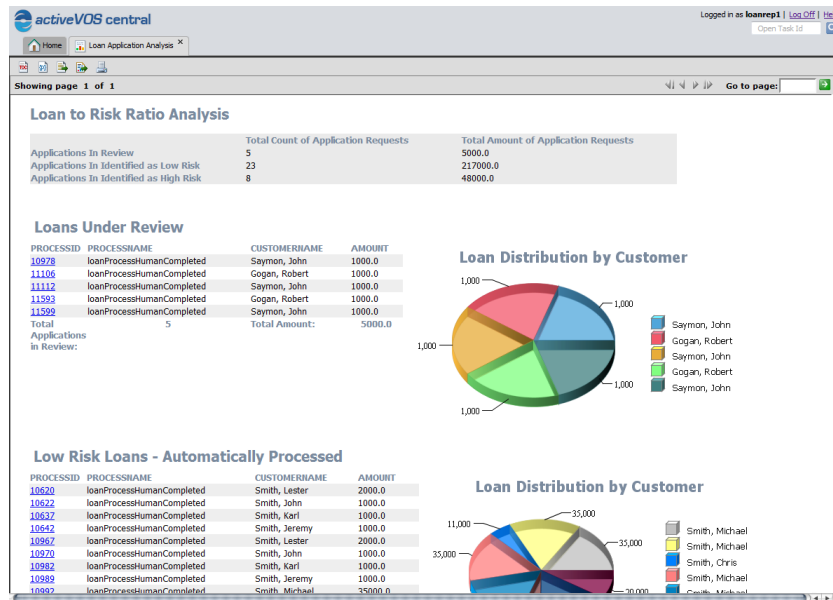 activeVOS central
Logged in as loanrep1 | Log Off |
Open Task Id
Home
Loan Application Analysis
Showing page 1 of 1
Go to page:
Loan to Risk Ratio Analysis
Total Count of Application Requests Total Amount of Application Requests
Applications In Review 5 5000.0
Applications In Identified as Low Risk 23 217000.0
Applications In Identified as High Risk 8 48000.0
Loans Under Review
PROCESSID PROCESSNAME CUSTOMERNAME AMOUNT
10978 loanProcessHumanCompleted Saymon, John 1000.0
11106 loanProcessHumanCompleted Gogan, Robert 1000.0
11112 loanProcessHumanCompleted Saymon, John 1000.0
11593 loanProcessHumanCompleted Gogan, Robert 1000.0
11599 loanProcessHumanCompleted Saymon, John 1000.0
Total 5 Total Amount: 5000.0
Applications
in Review:
Loan Distribution by Customer
1,000
1,000
1,000
1,000
1,000
Saymon, John
Gogan, Robert
Saymon, John
Gogan, Robert
Saymon, John
Low Risk Loans - Automatically Processed
PROCESSID PROCESSNAME CUSTOMERNAME AMOUNT
10620 loanProcessHumanCompleted Smith, Lester 2000.0
10622 loanProcessHumanCompleted Smith, John 1000.0
10637 loanProcessHumanCompleted Smith, Karl 1000.0
10642 loanProcessHumanCompleted Smith, Jeremy 1000.0
10967 loanProcessHumanCompleted Smith, Lester 2000.0
10970 loanProcessHumanCompleted Smith, John 1000.0
10982 loanProcessHumanCompleted Smith, Karl 1000.0
10989 loanProcessHumanCompleted Smith, Jeremy 1000.0
10992 loanProcessHumanCompleted Smith, Michael 35000.0
Loan Distribution by Customer
35,000
11,000
35,000
35,000
20,000
Smith, Michael
Smith, Michael
Smith, Chris
Smith, Michael
Smith, Michael